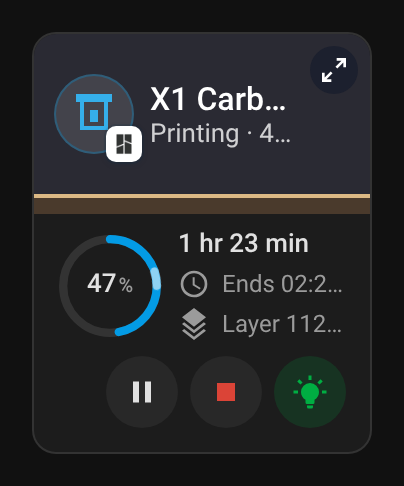 X1 Carb...
Printing · 4...
1 hr 23 min
47%
Ends 02:2...
Layer 112...